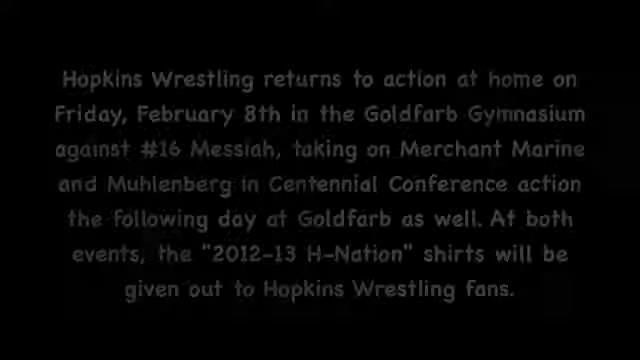 Hopkins Wrestling returns to action at home on
Friday, February 8th in the Goldfarb Gymnasium
against #16 Messiah, taking on Merchant Marine
and Muhlenberg in Centennial Conference action
the following day at Goldfarb as well. At both
events, the "2012-13 H-Nation" shirts will be
given out to Hopkins Wrestling fans.